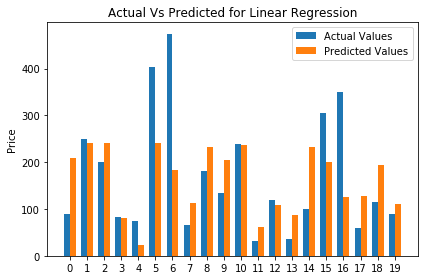 Actual Vs Predicted for Linear Regression
Actual Values
Predicted Values
Price
400
300
200
100
0
0 1 2 3 4 5 6 7 8 9 10 11 12 13 14 15 16 17 18 19